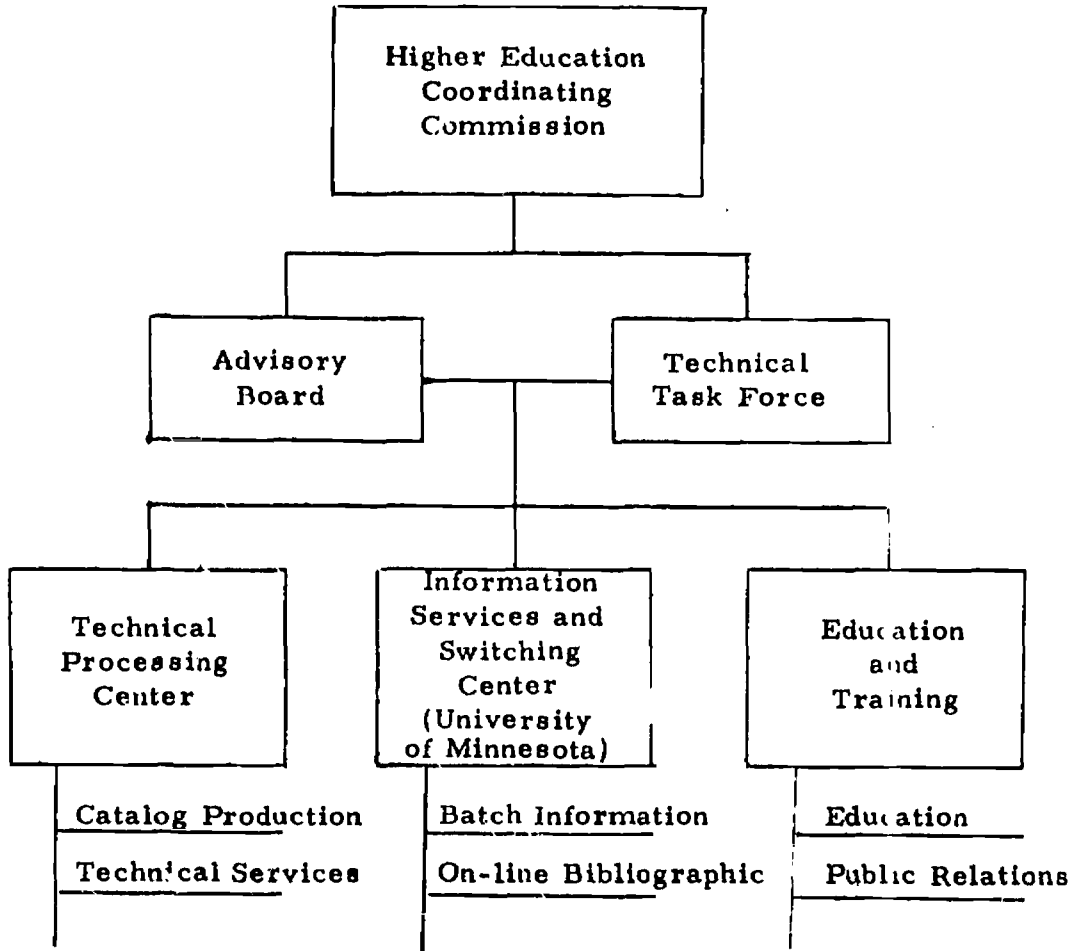 Higher Education
Coordinating
Commission
Advisory
Board
Technical
Task Force
Technical
Processing
Center
Information
Services and
Switching
Center
(University
of Minnesota)
Education
and
Training
Catalog Production
Technical Services
Batch Information
On-line Bibliographic
Education
Public Relations